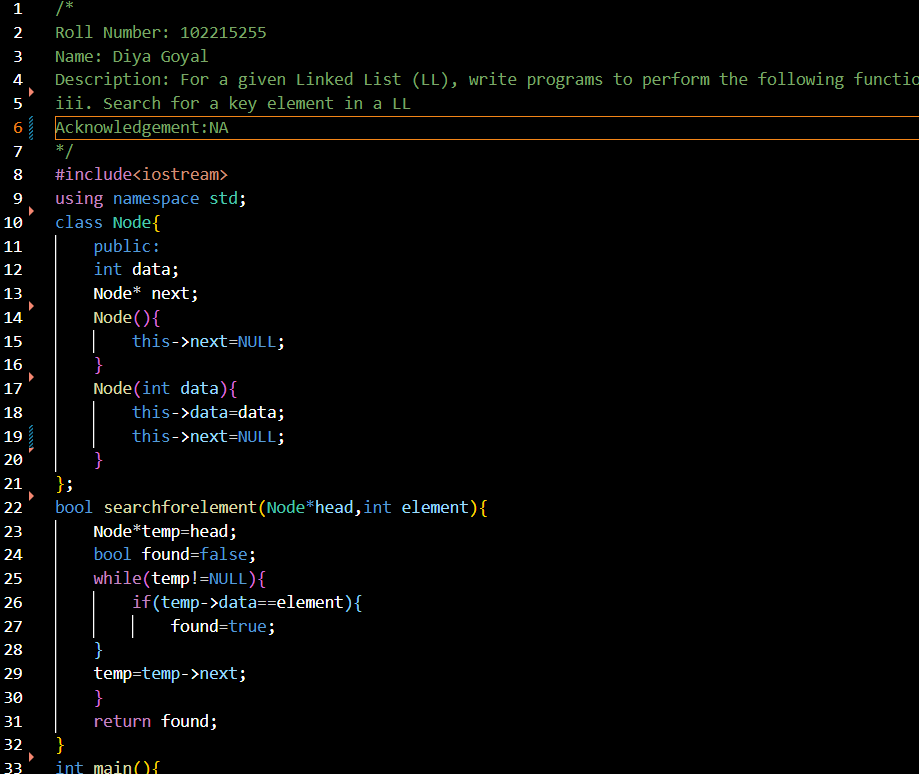 1 /*
2 Roll Number: 102215255
3 Name: Diya Goyal
4 Description: For a given Linked List (LL), write programs to perform the following functio
5 iii. Search for a key element in a LL
6 Acknowledgement:NA
7 */
8 #include<iostream>
9 using namespace std;
10 class Node{
11     public:
12     int data;
13     Node* next;
14     Node(){
15         this->next=NULL;
16     }
17     Node(int data){
18         this->data=data;
19         this->next=NULL;
20     }
21 };
22 bool searchforelement(Node*head,int element){
23     Node*temp=head;
24     bool found=false;
25     while(temp!=NULL){
26         if(temp->data==element){
27             found=true;
28     }
29     temp=temp->next;
30     }
31     return found;
32 }
33 int main(){